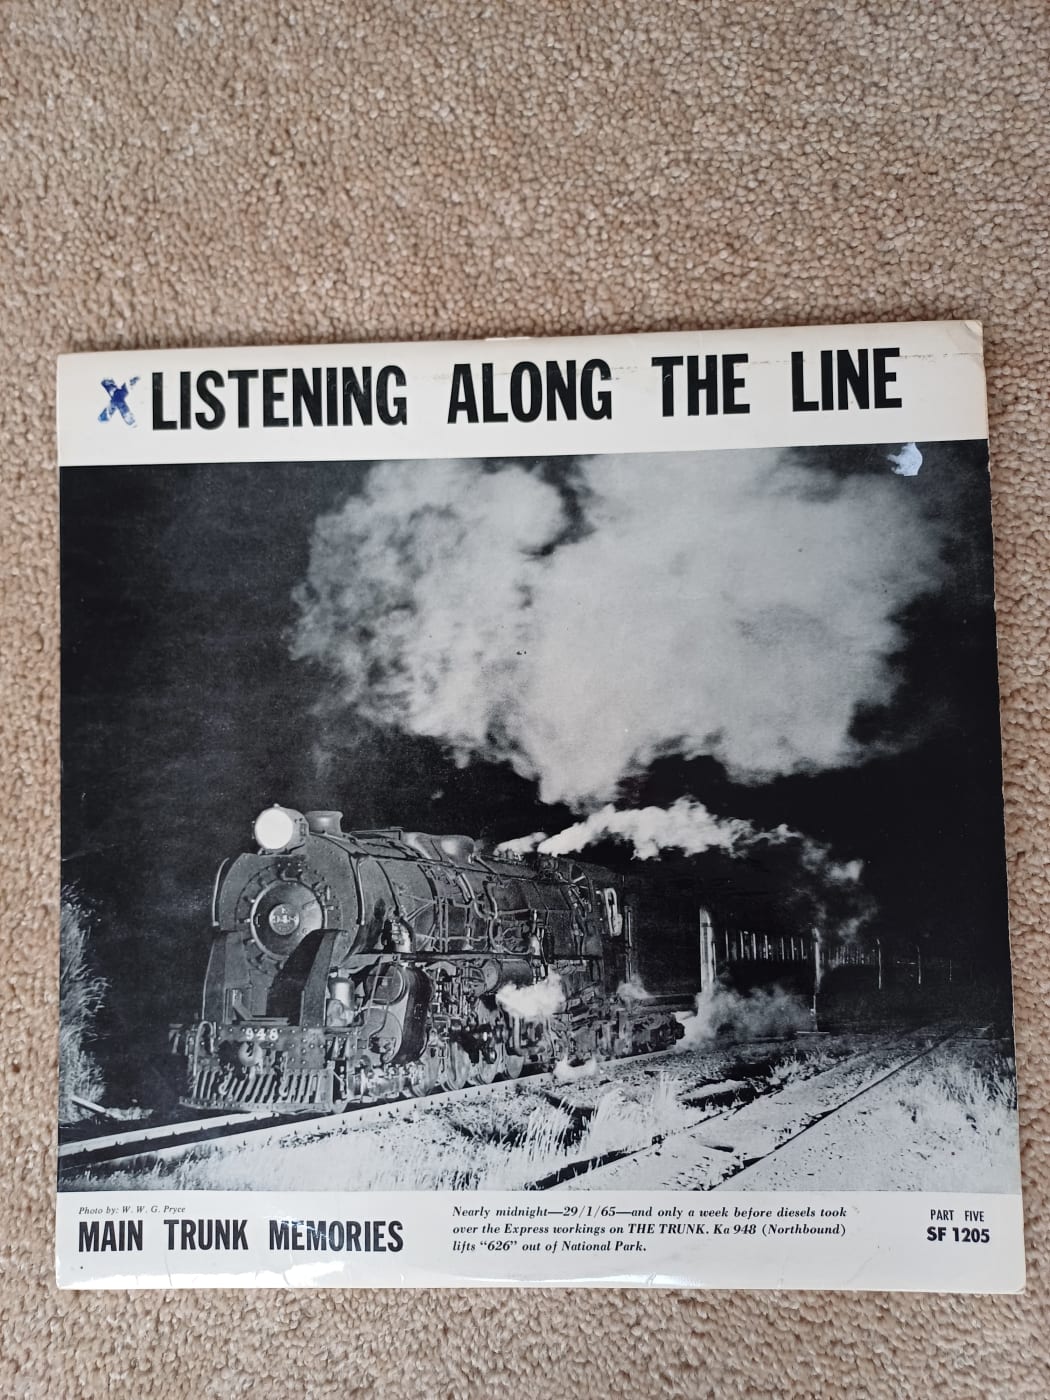 X LISTENING ALONG THE LINE
948
Photo by: W. W. G. Pryce
MAIN TRUNK MEMORIES
Nearly midnight—29/1/65—and only a week before diesels took
over the Express workings on THE TRUNK. Ka 948 (Northbound)
lifts "626" out of National Park.
PART FIVE
SF 1205